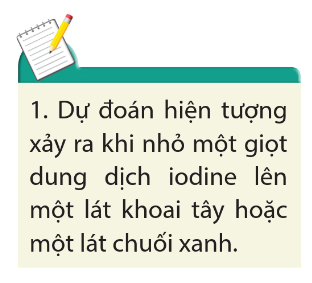 1. Dự đoán hiện tượng
xảy ra khi nhỏ một giọt
dung dịch iodine lên
một lát khoai tây hoặc
một lát chuối xanh.